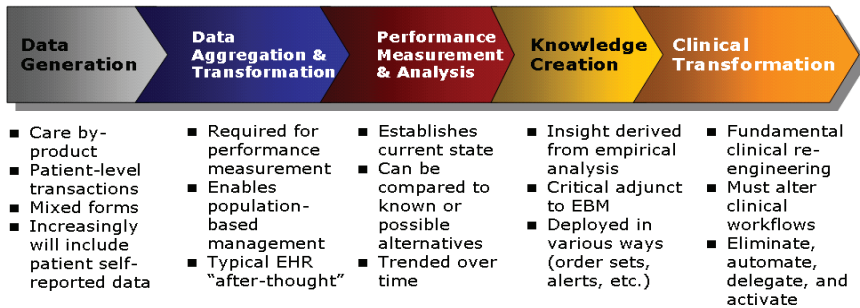 Data
Generation
Data
Aggregation &
Transformation
Performance
Measurement
& Analysis
Knowledge
Creation
Clinical
Transformation
■ Care by-
product
■ Patient-level
transactions
■ Mixed forms
■ Increasingly
will include
patient self-
reported data
■ Required for
performance
measurement
■ Enables
population-
based
management
■ Typical EHR
“after-thought”
■ Establishes
current state
■ Can be
compared to
known or
possible
alternatives
■ Trended over
time
■ Insight derived
from empirical
analysis
■ Critical adjunct
to EBM
■ Deployed in
various ways
(order sets,
alerts, etc.)
■ Fundamental
clinical re-
engineering
■ Must alter
clinical
workflows
■ Eliminate,
automate,
delegate, and
activate